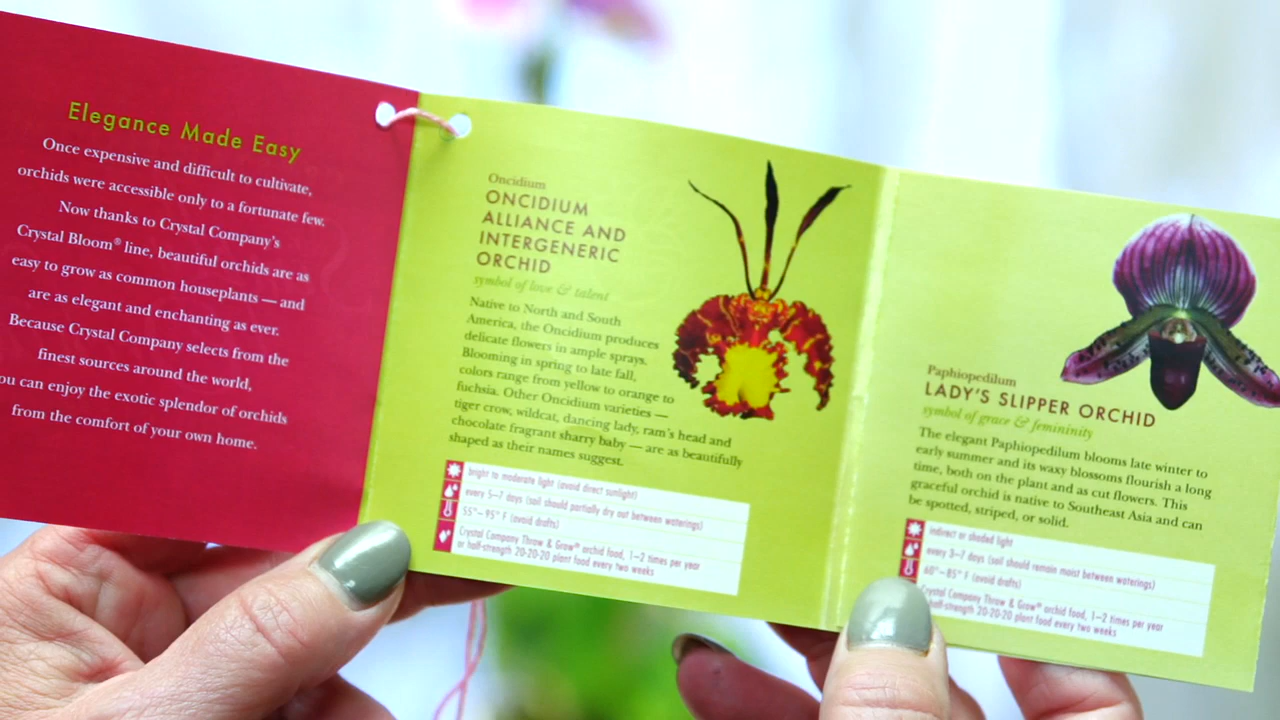 Elegance Made Easy
Once expensive and difficult to cultivate,
orchids were accessible only to a fortunate few.
Now thanks to Crystal Company's
Crystal Bloom® line, beautiful orchids are as
easy to grow as common houseplants — and
are as elegant and enchanting as ever.
Because Crystal Company selects from the
finest sources around the world,
ou can enjoy the exotic splendor of orchids
from the comfort of your own home.
Oncidium
ONCIDIUM
ALLIANCE AND
INTERGENERIC
ORCHID
symbol of love & talent
Native to North and South
America, the Oncidium produces
delicate flowers in ample sprays.
Blooming in spring to late fall,
colors range from yellow to orange to
fuchsia. Other Oncidium varieties —
tiger crow, wildcat, dancing lady, ram's head and
chocolate fragrant sharry baby — are as beautifully
shaped as their names suggest.
bright to moderate light (avoid direct sunlight)
every 5–7 days (soil should partially dry out between waterings)
55°–95° F (avoid drafts)
Crystal Company Throw & Grow® orchid food, 1–2 times per year
or half-strength 20-20-20 plant food every two weeks
Paphiopedilum
LADY'S SLIPPER ORCHID
symbol of grace & femininity
The elegant Paphiopedilum blooms late winter to
early summer and its waxy blossoms flourish a long
time, both on the plant and as cut flowers. This
graceful orchid is native to Southeast Asia and can
be spotted, striped, or solid.
indirect or shaded light
every 3–7 days (soil should remain moist between waterings)
60°–85° F (avoid drafts)
Crystal Company Throw & Grow® orchid food, 1–2 times per year
half-strength 20-20-20 plant food every two weeks